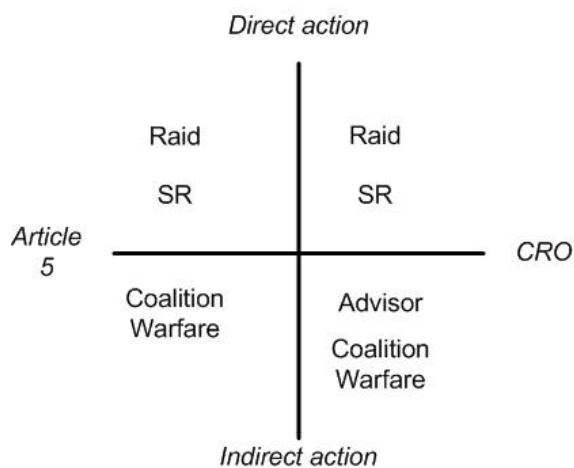 Direct action
Raid Raid
SR SR
Article
5
CRO
Coalition
Warfare
Advisor
Coalition
Warfare
Indirect action